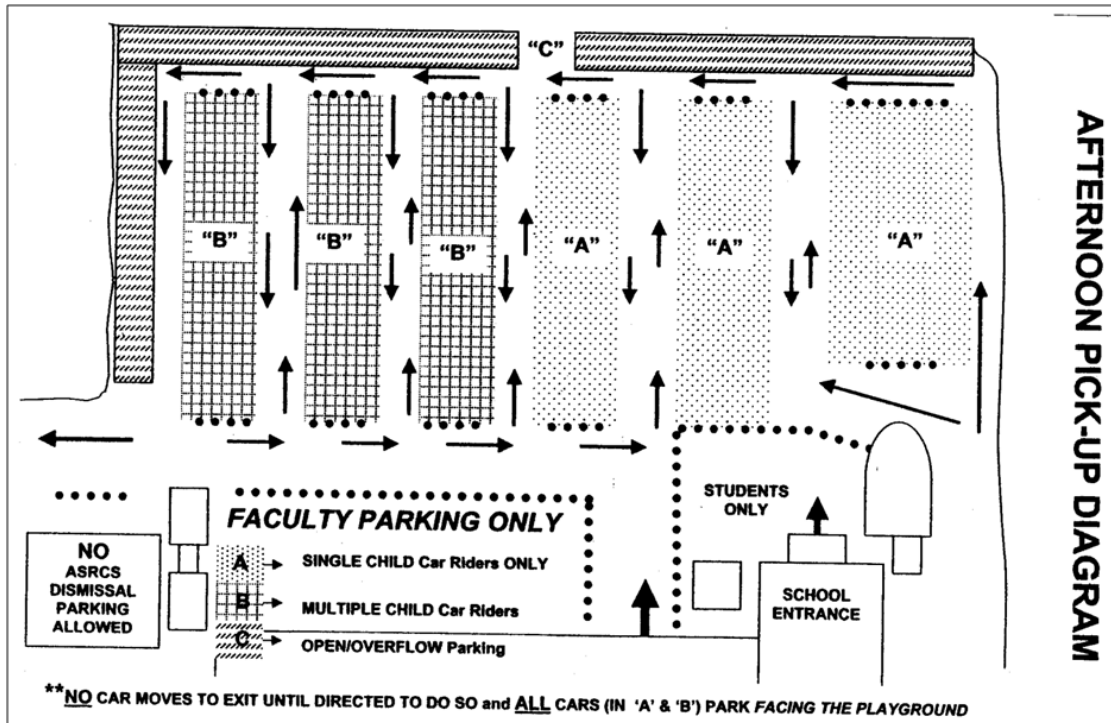 "C"
"B"
"B"
"B"
"A"
"A"
"A"
AFTERNOON PICK-UP DIAGRAM
FACULTY PARKING ONLY
STUDENTS
ONLY
NO
ASRCS
DISMISSAL
PARKING
ALLOWED
A
SINGLE CHILD Car Riders ONLY
B
MULTIPLE CHILD Car Riders
C
OPEN/OVERFLOW Parking
SCHOOL
ENTRANCE
**NO CAR MOVES TO EXIT UNTIL DIRECTED TO DO SO and ALL CARS (IN 'A' & 'B') PARK FACING THE PLAYGROUND